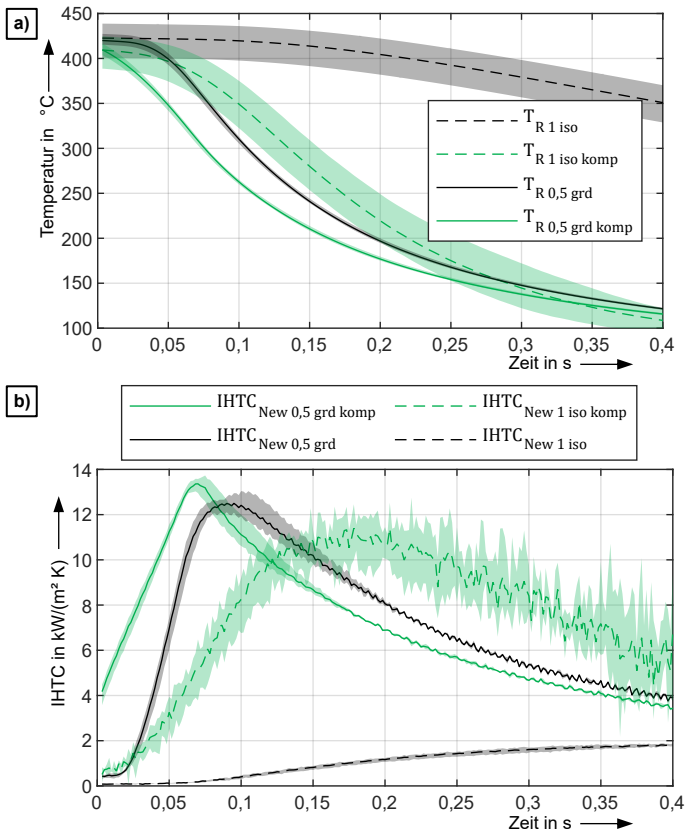 a)
Temperatur in °C
450
400
350
300
250
200
150
100
T R 1 iso
T R 1 iso komp
T R 0,5 grd
T R 0,5 grd komp
0 0,05 0,1 0,15 0,2 0,25 0,3 0,35 0,4
Zeit in s
b)
IHTC New 0,5 grd komp IHTC New 1 iso komp
IHTC New 0,5 grd IHTC New 1 iso
IHTC in kW/(m² K)
14
12
10
8
6
4
2
0
0 0,05 0,1 0,15 0,2 0,25 0,3 0,35 0,4
Zeit in s